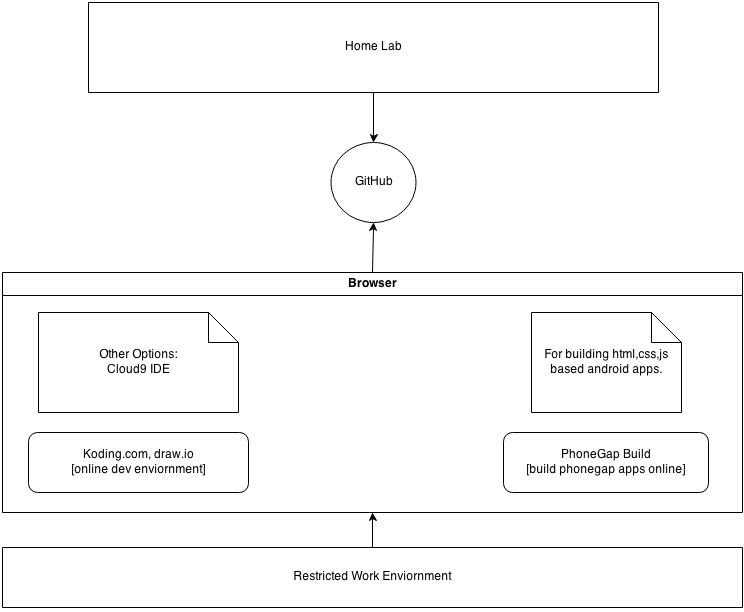 Home Lab
GitHub
Browser
Other Options:
Cloud9 IDE
For building html,css,js
based android apps.
Koding.com, draw.io
[online dev enviornment]
PhoneGap Build
[build phonegap apps online]
Restricted Work Enviornment